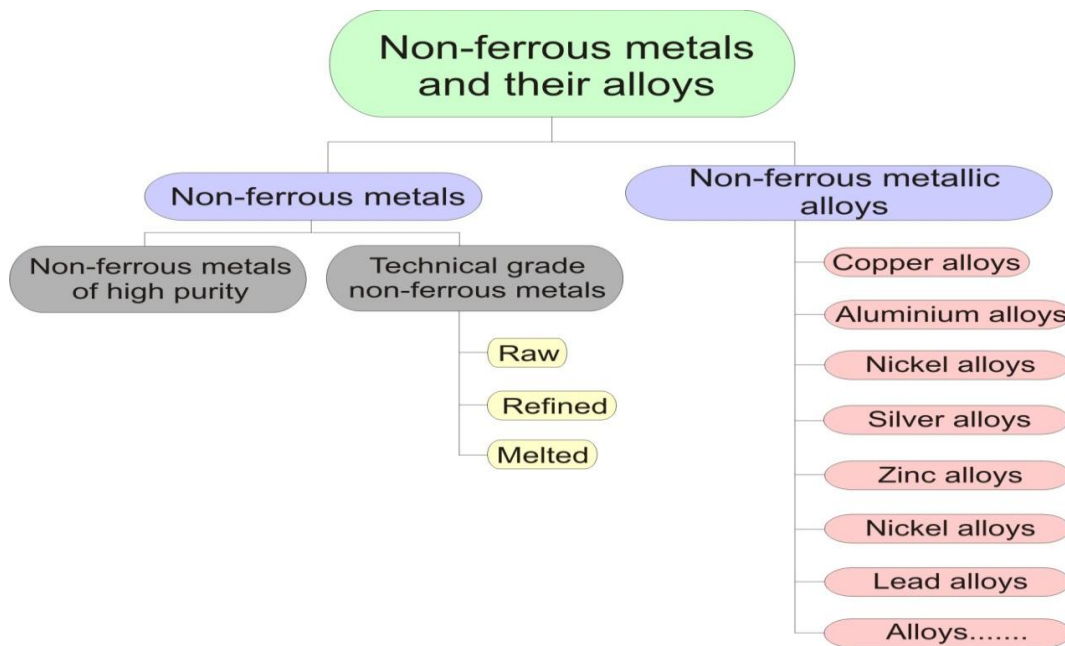 Non-ferrous metals
and their alloys
Non-ferrous metals
Non-ferrous metallic
alloys
Non-ferrous metals
of high purity
Technical grade
non-ferrous metals
Raw
Refined
Melted
Copper alloys
Aluminium alloys
Nickel alloys
Silver alloys
Zinc alloys
Nickel alloys
Lead alloys
Alloys.......